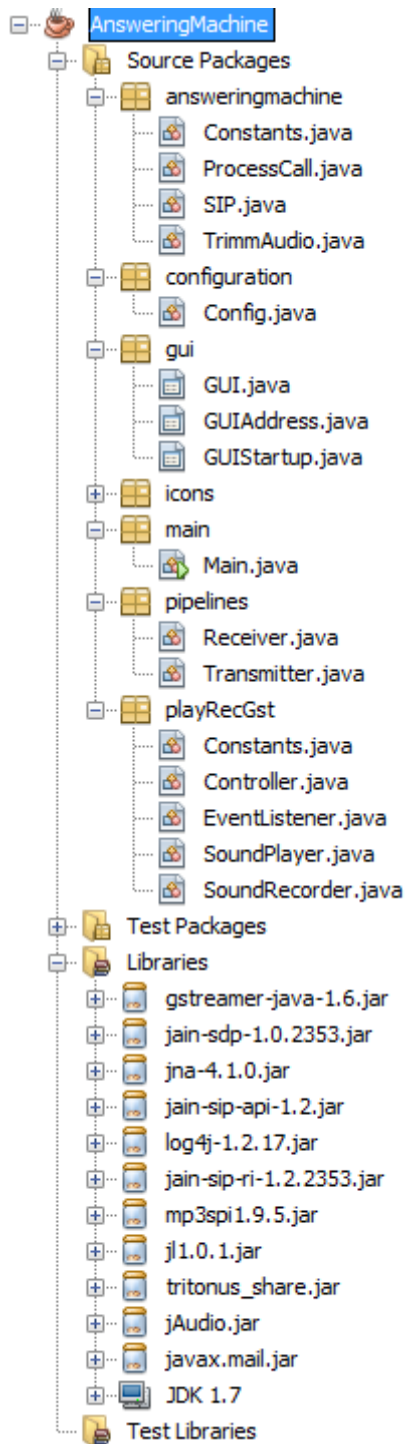 AnsweringMachine
Source Packages
answeringmachine
Constants.java
ProcessCall.java
SIP.java
TrimmAudio.java
configuration
Config.java
gui
GUI.java
GUIAddress.java
GUIStartup.java
icons
main
Main.java
pipelines
Receiver.java
Transmitter.java
playRecGst
Constants.java
Controller.java
EventListener.java
SoundPlayer.java
SoundRecorder.java
Test Packages
Libraries
gstreamer-java-1.6.jar
jain-sdp-1.0.2353.jar
jna-4.1.0.jar
jain-sip-api-1.2.jar
log4j-1.2.17.jar
jain-sip-ri-1.2.2353.jar
mp3spi1.9.5.jar
jl1.0.1.jar
tritonus_share.jar
jAudio.jar
javax.mail.jar
JDK 1.7
Test Libraries